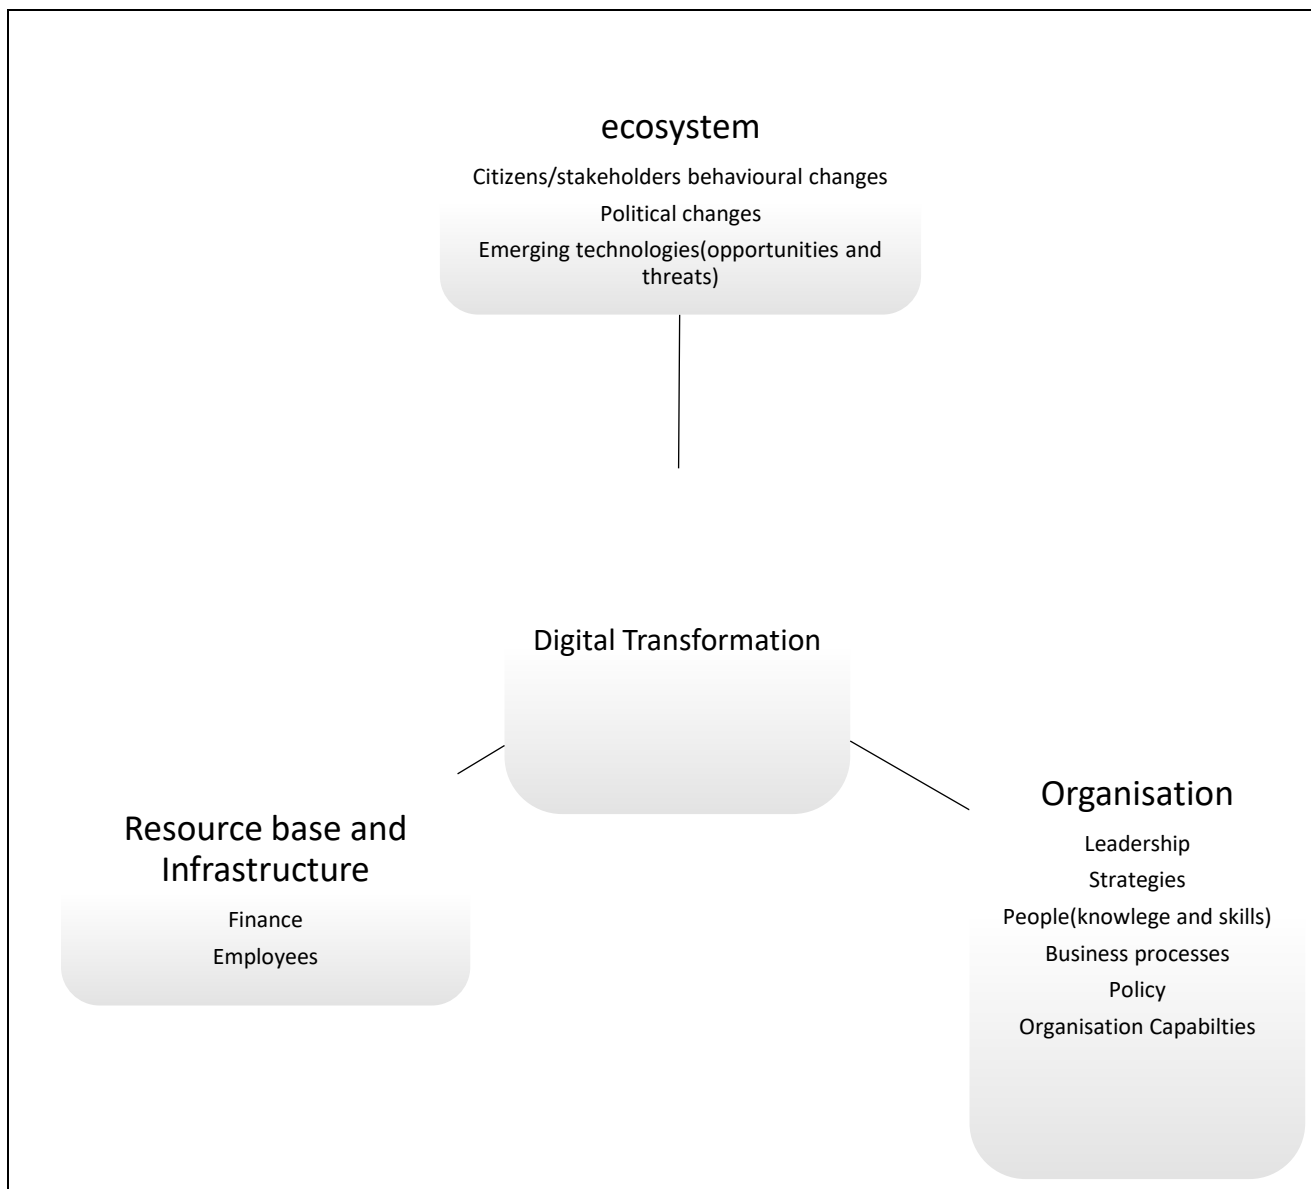 ecosystem
Citizens/stakeholders behavioural changes
Political changes
Emerging technologies(opportunities and
threats)
Digital Transformation
Resource base and
Infrastructure
Finance
Employees
Organisation
Leadership
Strategies
People(knowlege and skills)
Business processes
Policy
Organisation Capabilties